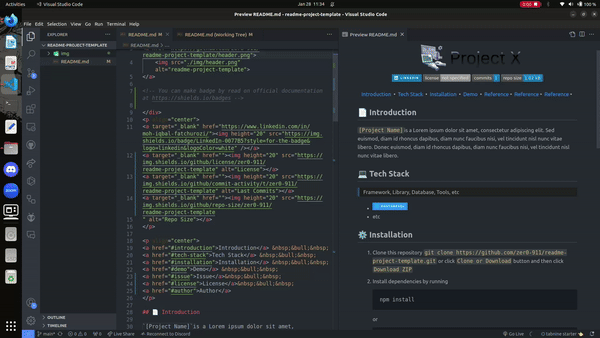 Activities
Visual Studio Code
Jan 28 11:34
100 %
Preview README.md - readme-project-template - Visual Studio Code
File Edit Selection View Go Run Terminal Help
EXPLORER
README-PROJECT-TEMPLATE
img
README.md
OUTLINE
TIMELINE
README.md M
README.md (Working Tree) M
README.md
readme-project-template/header.png">
4 <img src="./img/header.png"
alt="readme-project-template">
5 </a>
<!-- You can make badge by read on official documentation
at https://shields.io/badges -->
</div>
<p align="center">
<a target="_blank" href="https://www.linkedin.com/in/
moh-iqbal-fatchurozi/"><img height="20" src="https://img.
shields.io/badge/LinkedIn-0077B5?style=for-the-badge&
logo=linkedin&logoColor=white" /></a>
<a target="_blank" href=""><img height="20" src="https://
img.shields.io/github/license/zer0-911/
readme-project-template" alt="License"></a>
<a target="_blank" href=""><img height="20" src="https://
img.shields.io/github/commit-activity/t/zer0-911/
readme-project-template" alt="Last Commits"></a>
<a target="_blank" href=""><img height="20" src="https://
img.shields.io/github/repo-size/zer0-911/
readme-project-template
" alt="Repo Size"></a>
</p>
<p align="center">
<a href="#introduction">Introduction</a> &nbsp;&bull;&nbsp;
<a href="#tech-stack">Tech Stack</a> &nbsp;&bull;&nbsp;
<a href="#installation">Installation</a> &nbsp;&bull;&nbsp;
<a href="#demo">Demo</a> &nbsp;&bull;&nbsp;
<a href="#issue">Issue</a>&nbsp;&bull;&nbsp;
<a href="#license">License</a>&nbsp;&bull;&nbsp;
<a href="#author">Author</a>
</p>
## 📄 Introduction
`[Project Name]`is a Lorem ipsum dolor sit amet,
Preview README.md
Project X
LINKEDIN
license not specified
commits
repo size
Introduction • Tech Stack • Installation • Demo • Reference • Reference • Reference
📄 Introduction
[Project Name] is a Lorem ipsum dolor sit amet, consectetur adipiscing elit. Sed
euismod, diam id rhoncus dapibus, diam nunc faucibus nisi, vel tincidunt nisl nunc
vitae libero. Donec euismod, diam id rhoncus dapibus, diam nunc faucibus nisi, vel
tincidunt nisl nunc vitae libero.
💻 Tech Stack
Framework, Library, Database, Tools, etc
• etc
⚙️ Installation
1. Clone this repository git clone https://github.com/zer0-911/readme-
project-template.git or click Clone or Download button and then click
Download ZIP
2. Install dependencies by running
npm install
or
main*
0 0
Live Share
Reconnect to Discord
Go Live
tabnine starter